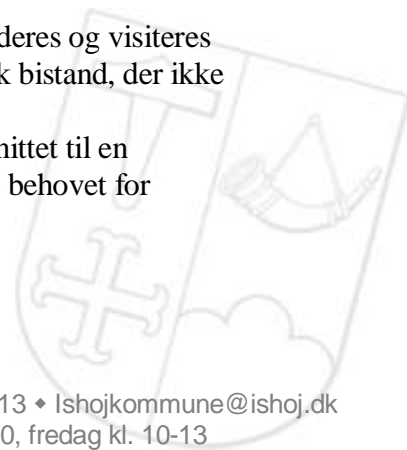 deres og visiteres
k bistand, der ikke
nittet til en
behovet for
13 ◆ Ishojkommune@ishoj.dk
0, fredag kl. 10-13